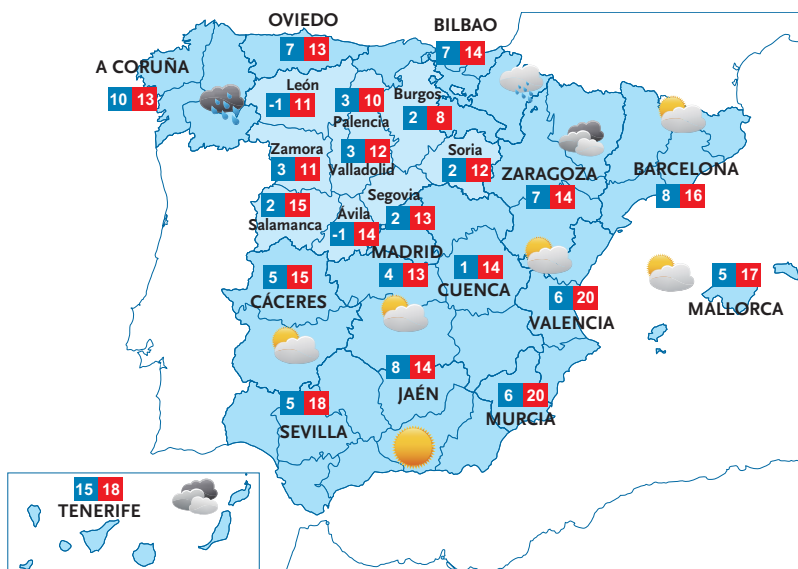 OVIEDO
7 13
BILBAO
7 14
A CORUÑA
10 13
León
-1 11
3 10
Palencia
Burgos
2 8
Zamora
3 11
3 12
Valladolid
Soria
2 12
ZARAGOZA
7 14
BARCELONA
8 16
2 15
Salamanca
Ávila
-1 14
Segovia
2 13
MADRID
4 13
1 14
CUENCA
5 15
CÁCERES
6 20
VALENCIA
5 17
MALLORCA
8 14
JAÉN
5 18
SEVILLA
6 20
MURCIA
15 18
TENERIFE